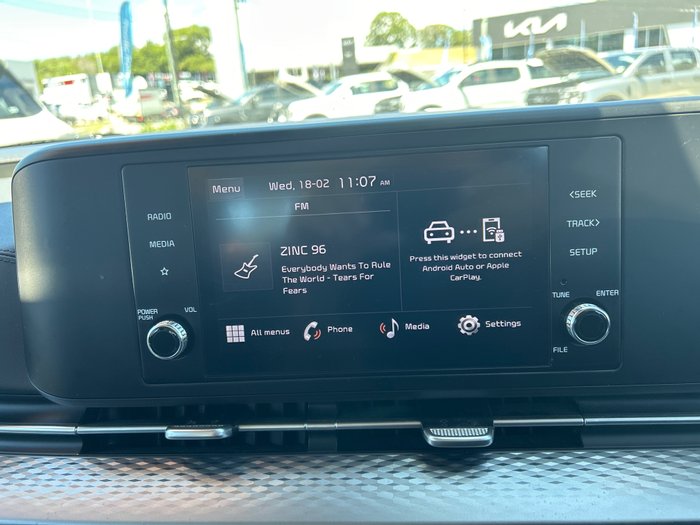 KIA
Menu
Wed, 18-02 11:07 AM
FM
RADIO
MEDIA
POWER
PUSH
VOL
ZINC 96
Everybody Wants To Rule
The World - Tears For
Fears
Press this widget to connect
Android Auto or Apple
CarPlay.
All menus
Phone
Media
Settings
<SEEK
TRACK>
SETUP
TUNE
ENTER
FILE